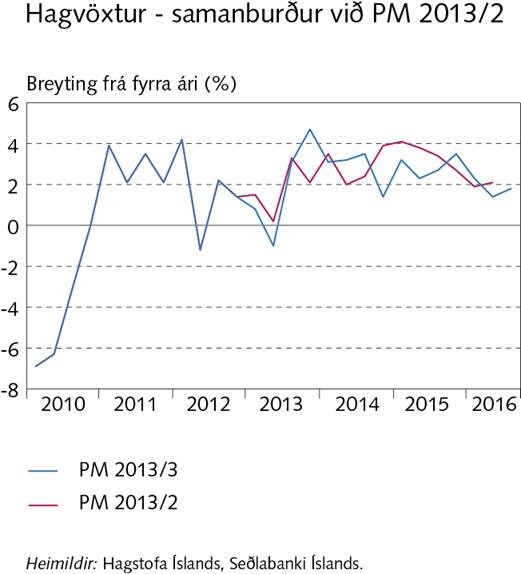 Hagvöxtur - samanburður við PM 2013/2
Breyting frá fyrra ári (%)
6
4
2
0
-2
-4
-6
-8
2010 2011 2012 2013 2014 2015 2016
PM 2013/3
PM 2013/2
Heimildir: Hagstofa Íslands, Seðlabanki Íslands.